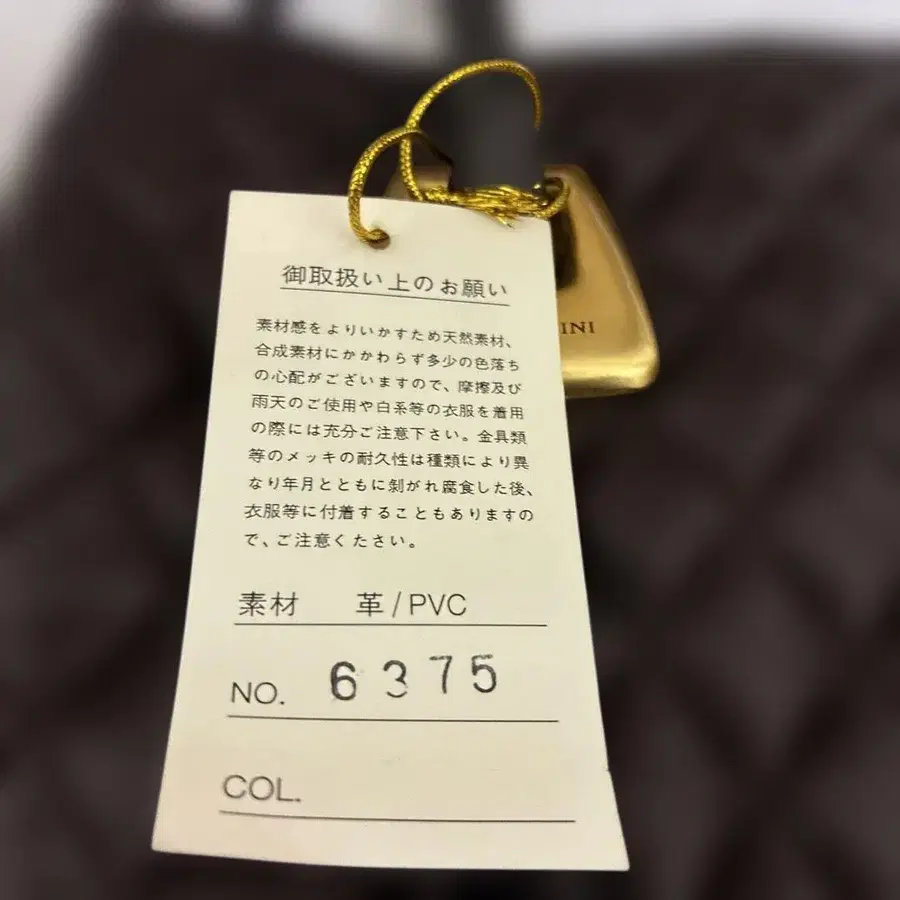 御取扱い上のお願い
素材感をよりいかすため天然素材、
合成素材にかかわらず多少の色落ち
の心配がございますので、摩擦及び
雨天のご使用や白系等の衣服を着用
の際には充分ご注意下さい。金具類
等のメッキの耐久性は種類により異
なり年月とともに剝がれ腐食した後、
衣服等に付着することもありますの
で、ご注意ください。
素材 革/PVC
NO. 6375
COL.
INI